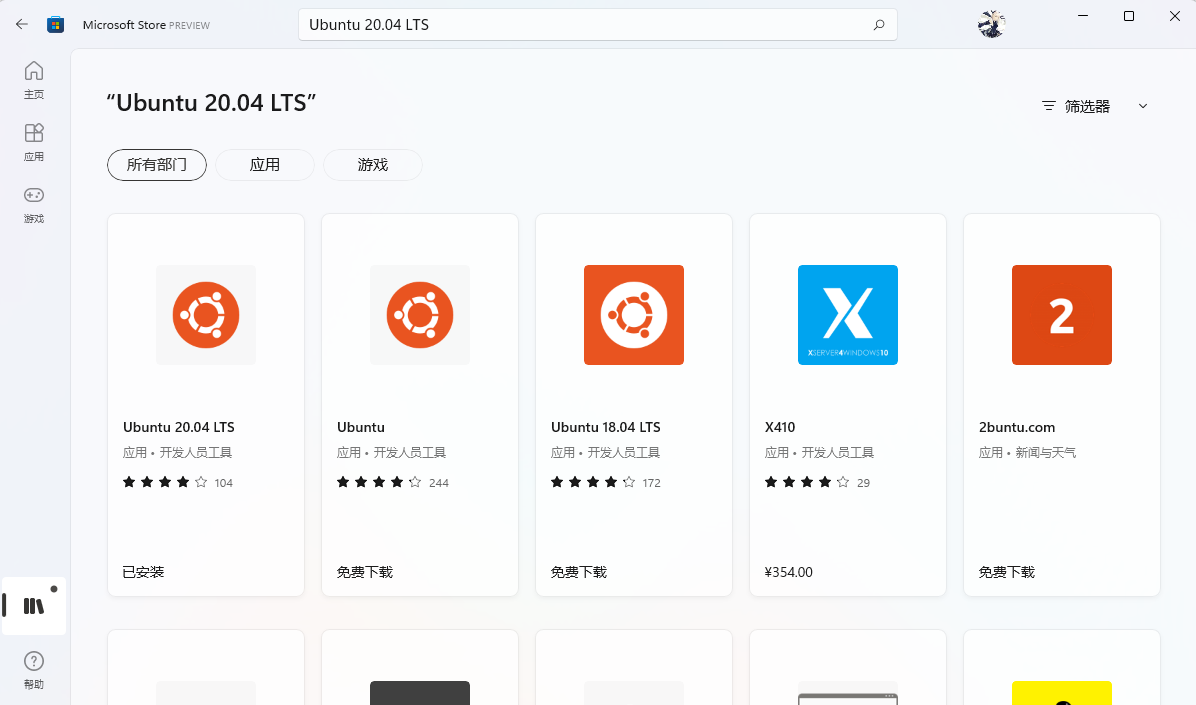 Microsoft Store PREVIEW
Ubuntu 20.04 LTS
主页
应用
游戏
“Ubuntu 20.04 LTS”
筛选器
所有部门
应用
游戏
XSERVER4WINDOWS10
2
Ubuntu 20.04 LTS
应用 • 开发人员工具
104
已安装
Ubuntu
应用 • 开发人员工具
244
免费下载
Ubuntu 18.04 LTS
应用 • 开发人员工具
172
免费下载
X410
应用 • 开发人员工具
29
¥354.00
2buntu.com
应用 • 新闻与天气
免费下载
帮助